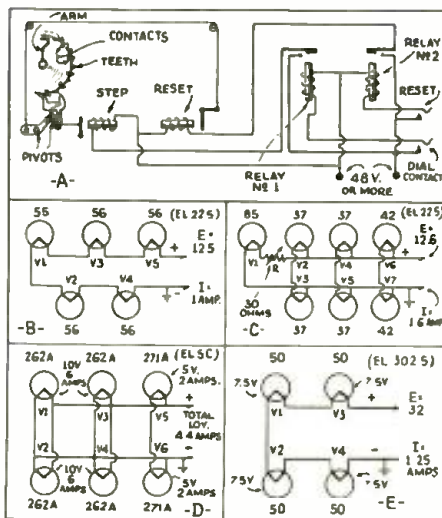 ARM
CONTACTS
TEETH
STEP
RESET
PIVOTS
-A-
RELAY
Nº2
RESET
DIAL
CONTACT
RELAY
Nº 1
48 V.
OR MORE
55 56 56 (EL 225)
E=
12.5
+
V1 V3 V5
V2 V4
I=
1 AMP.
-
56 56
-B-
85 37 37 42 (EL225)
E=
12.6
+
V1 R V2 V4 V6
V3 V5 V7
30
OHMS
I=
1.6 AMP.
-
37 37 42
-C-
262A 262A 271A (EL5C)
10V
6
AMPS
5V.
2 AMPS.
V1 V3 V5
+
TOTAL
10V.
4.4 AMPS
-
V2 V4 V6
10V
6
AMPS
5V
2 AMPS
262A 262A 271A
-D-
50 50 (EL 302 5)
7.5V 7.5V
V1 V3
+
E=
32
V2 V4
-
I=
1.25
AMPS
7.5V 7.5V
50 50
-E-